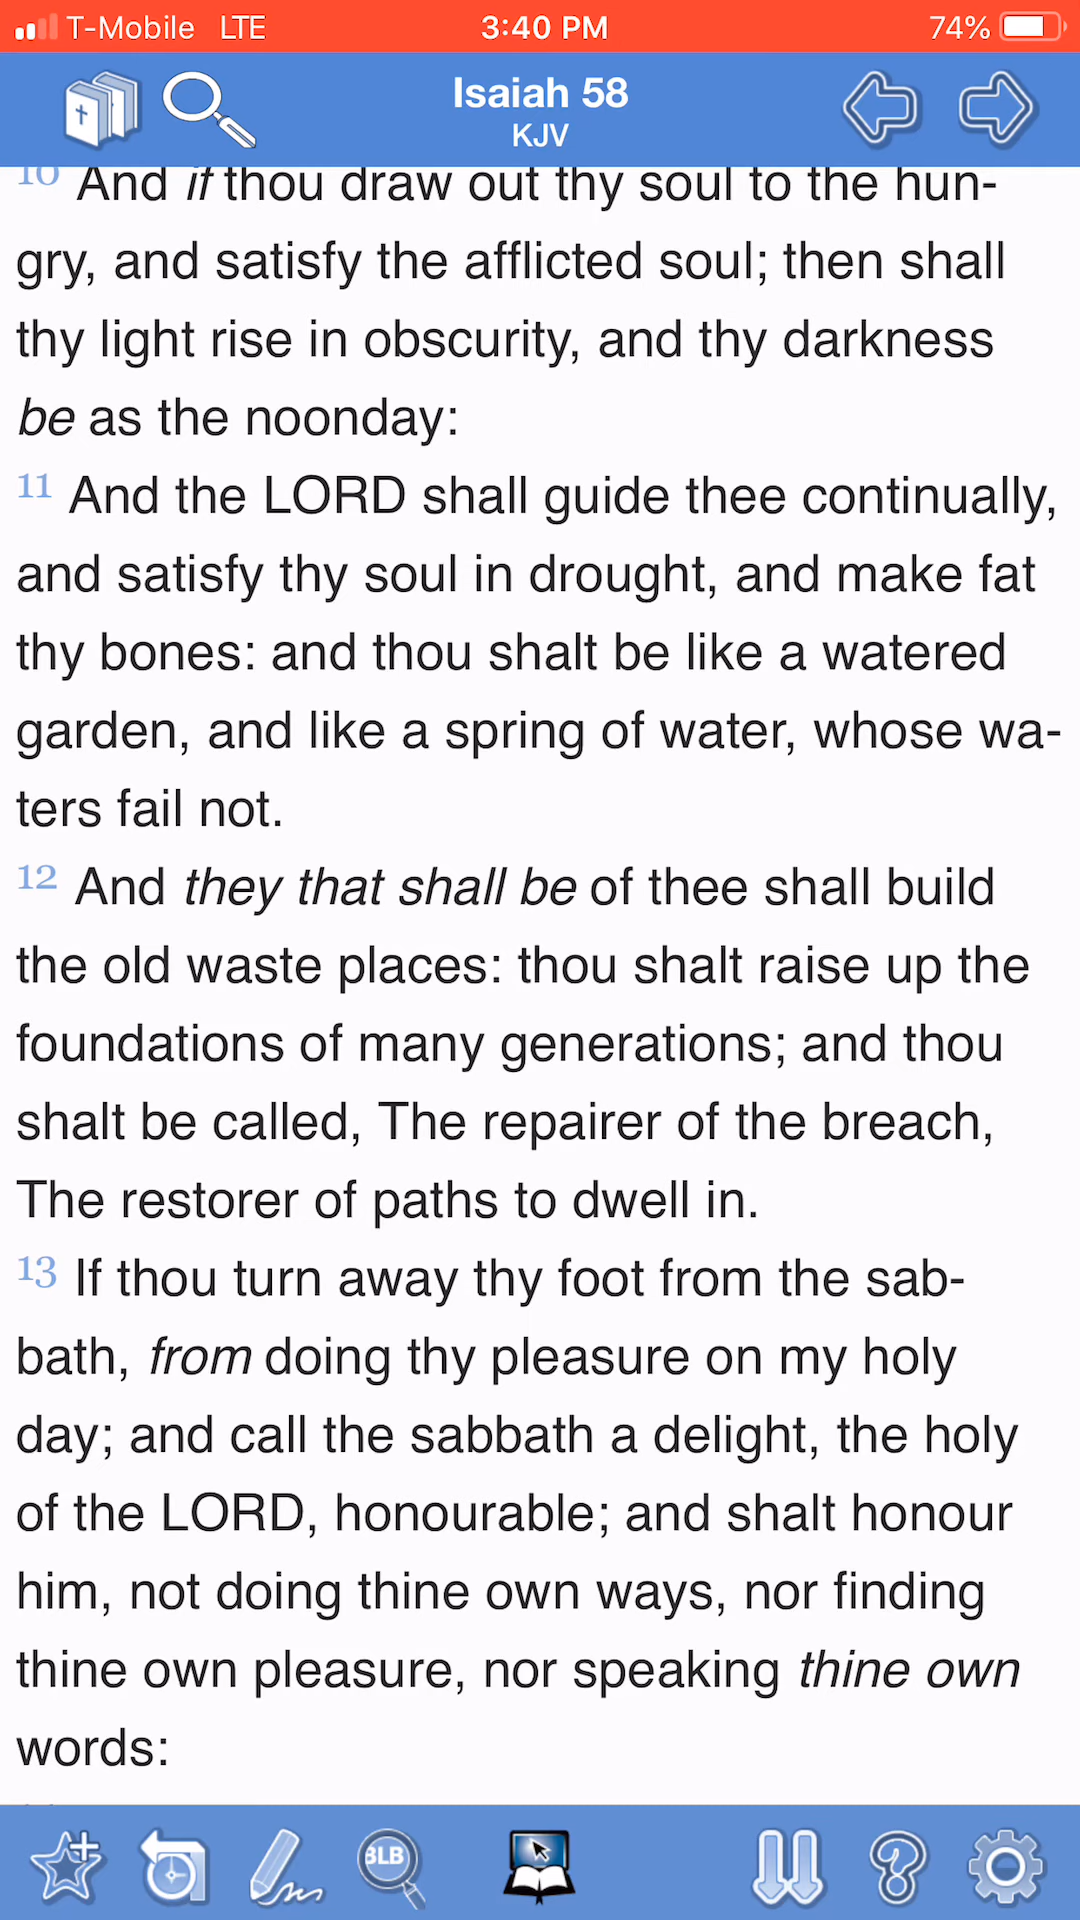 T-Mobile LTE 3:40 PM 74%
Isaiah 58
KJV
10 And if thou draw out thy soul to the hun-
gry, and satisfy the afflicted soul; then shall
thy light rise in obscurity, and thy darkness
be as the noonday:
11 And the LORD shall guide thee continually,
and satisfy thy soul in drought, and make fat
thy bones: and thou shalt be like a watered
garden, and like a spring of water, whose wa-
ters fail not.
12 And they that shall be of thee shall build
the old waste places: thou shalt raise up the
foundations of many generations; and thou
shalt be called, The repairer of the breach,
The restorer of paths to dwell in.
13 If thou turn away thy foot from the sab-
bath, from doing thy pleasure on my holy
day; and call the sabbath a delight, the holy
of the LORD, honourable; and shalt honour
him, not doing thine own ways, nor finding
thine own pleasure, nor speaking thine own
words:
BLB